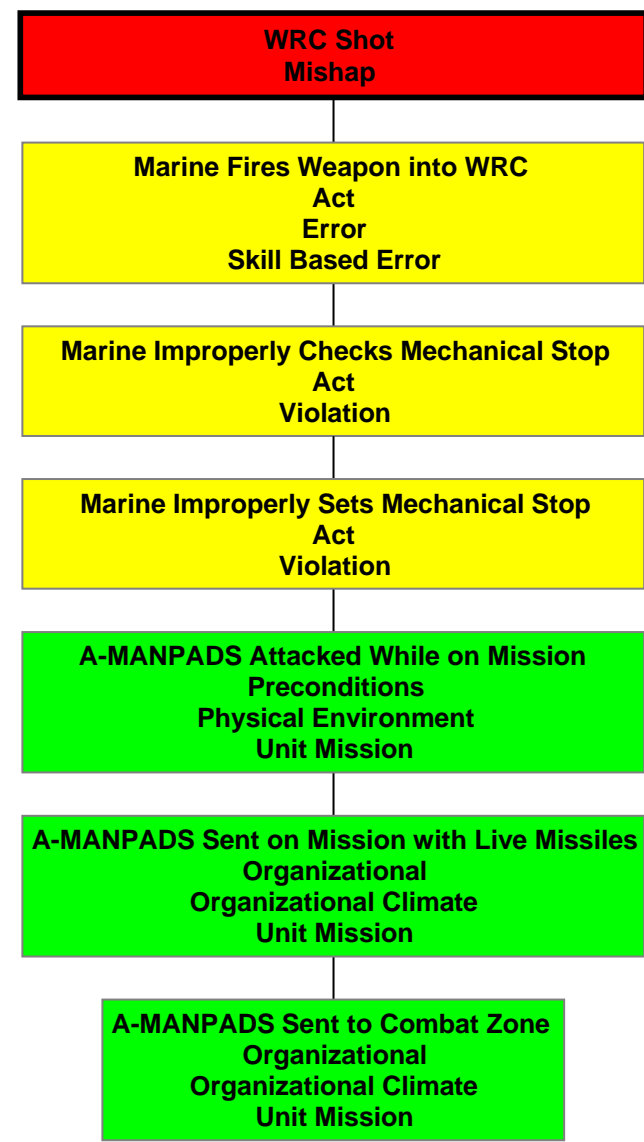 WRC Shot
Mishap
Marine Fires Weapon into WRC
Act
Error
Skill Based Error
Marine Improperly Checks Mechanical Stop
Act
Violation
Marine Improperly Sets Mechanical Stop
Act
Violation
A-MANPADS Attacked While on Mission
Preconditions
Physical Environment
Unit Mission
A-MANPADS Sent on Mission with Live Missiles
Organizational
Organizational Climate
Unit Mission
A-MANPADS Sent to Combat Zone
Organizational
Organizational Climate
Unit Mission